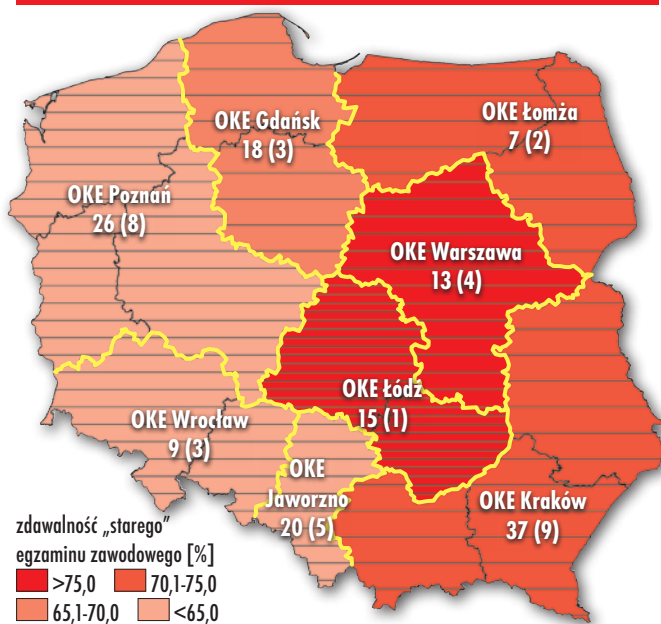 OKE Gdańsk
18 (3)
OKE Łomża
7 (2)
OKE Poznań
26 (8)
OKE Warszawa
13 (4)
OKE Łódź
15 (1)
OKE Wrocław
9 (3)
OKE
Jaworzno
20 (5)
OKE Kraków
37 (9)
zdawalność „starego”
egzaminu zawodowego [%]
>75,0 70,1-75,0
65,1-70,0 <65,0